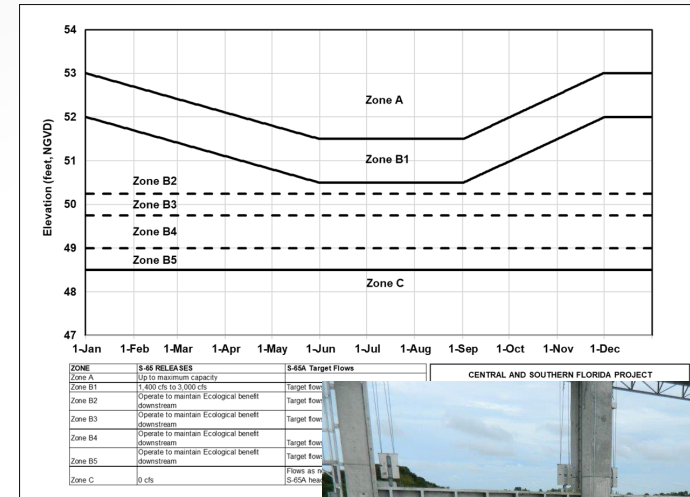 54
53
52
51
50
49
48
47
Elevation (feet, NGVD)
Zone A
Zone B1
Zone B2
Zone B3
Zone B4
Zone B5
Zone C
1-Jan 1-Feb 1-Mar 1-Apr 1-May 1-Jun 1-Jul 1-Aug 1-Sep 1-Oct 1-Nov 1-Dec
ZONE S-65 RELEASES S-65A Target Flows
Zone A Up to maximum capacity
Zone B1 1,400 cfs to 3,000 cfs Target
Zone B2 Operate to maintain Ecological benefit downstream Target
Zone B3 Operate to maintain Ecological benefit downstream Target
Zone B4 Operate to maintain Ecological benefit downstream Target
Zone B5 Operate to maintain Ecological benefit downstream Target
Zone C 0 cfs Flows as
S-65A
CENTRAL AND SOUTHERN FLORIDA PROJECT